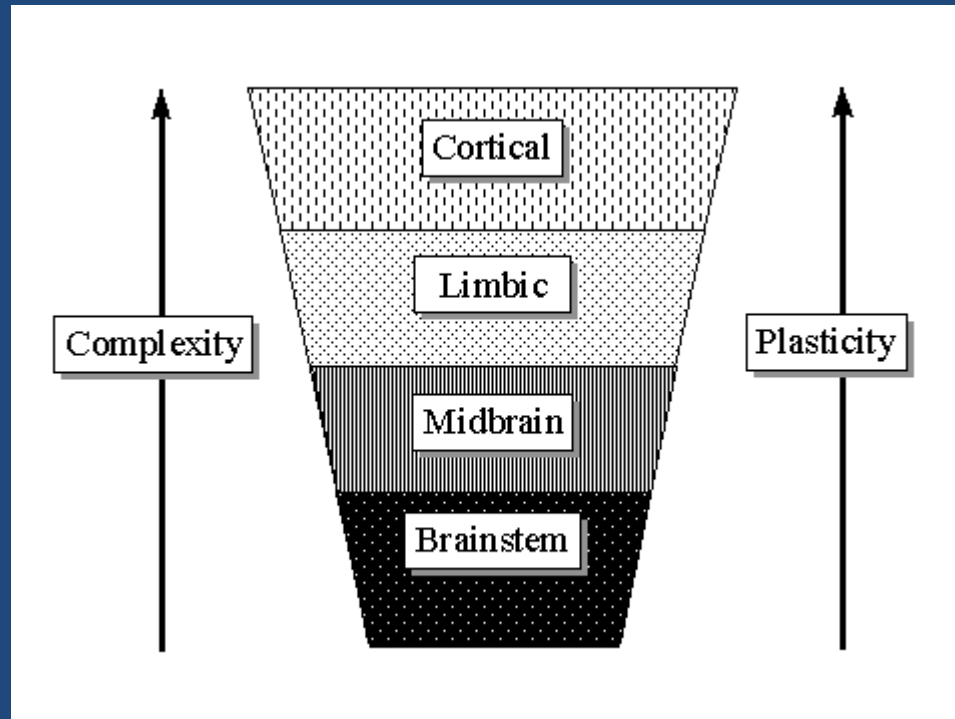 Cortical
Limbic
Complexity
Plasticity
Midbrain
Brainstem